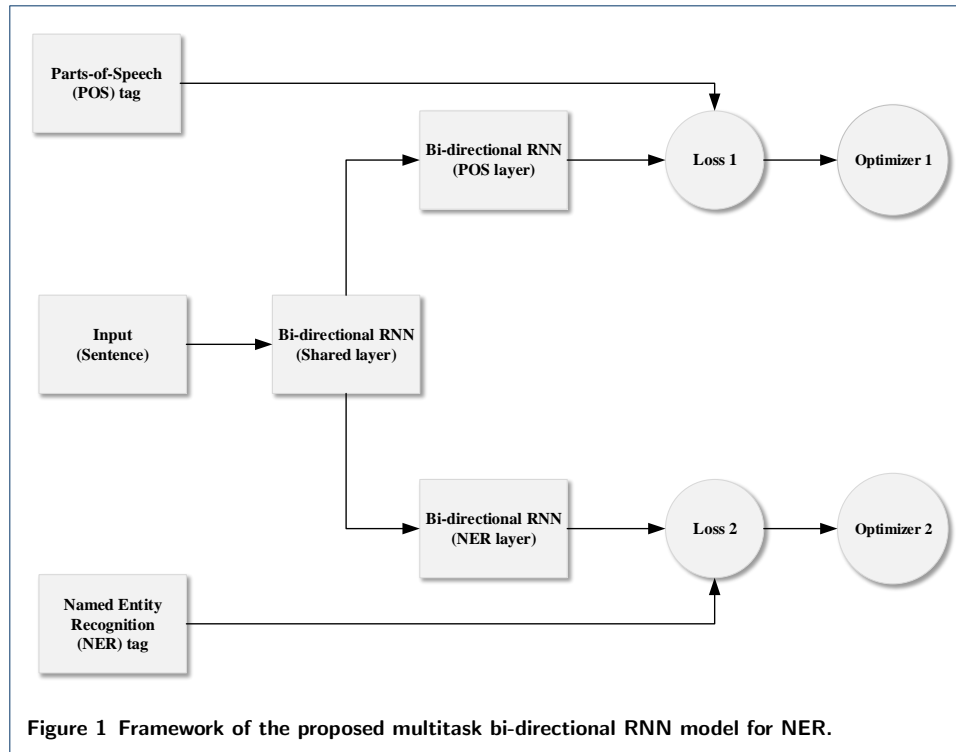 Parts-of-Speech
(POS) tag
Bi-directional RNN
(POS layer)
Loss 1
Optimizer 1
Input
(Sentence)
Bi-directional RNN
(Shared layer)
Bi-directional RNN
(NER layer)
Loss 2
Optimizer 2
Named Entity
Recognition
(NER) tag
Figure 1 Framework of the proposed multitask bi-directional RNN model for NER.